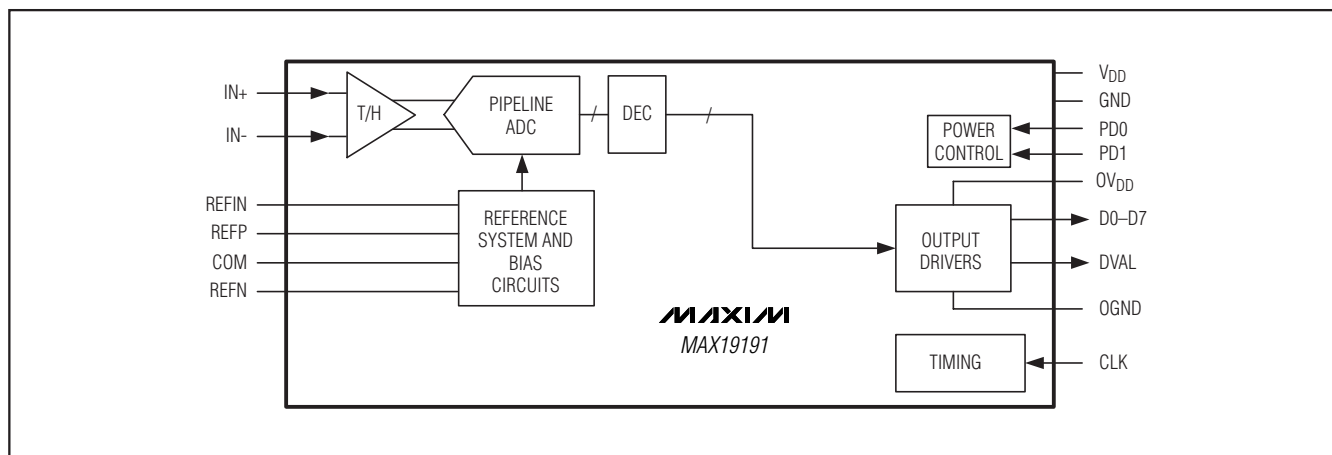 IN+
IN-
T/H
PIPELINE
ADC
DEC
REFIN
REFP
COM
REFN
REFERENCE
SYSTEM AND
BIAS
CIRCUITS
VDD
GND
POWER
CONTROL
PD0
PD1
OVDD
OUTPUT
DRIVERS
D0–D7
DVAL
OGND
MAXIM
MAX19191
TIMING
CLK